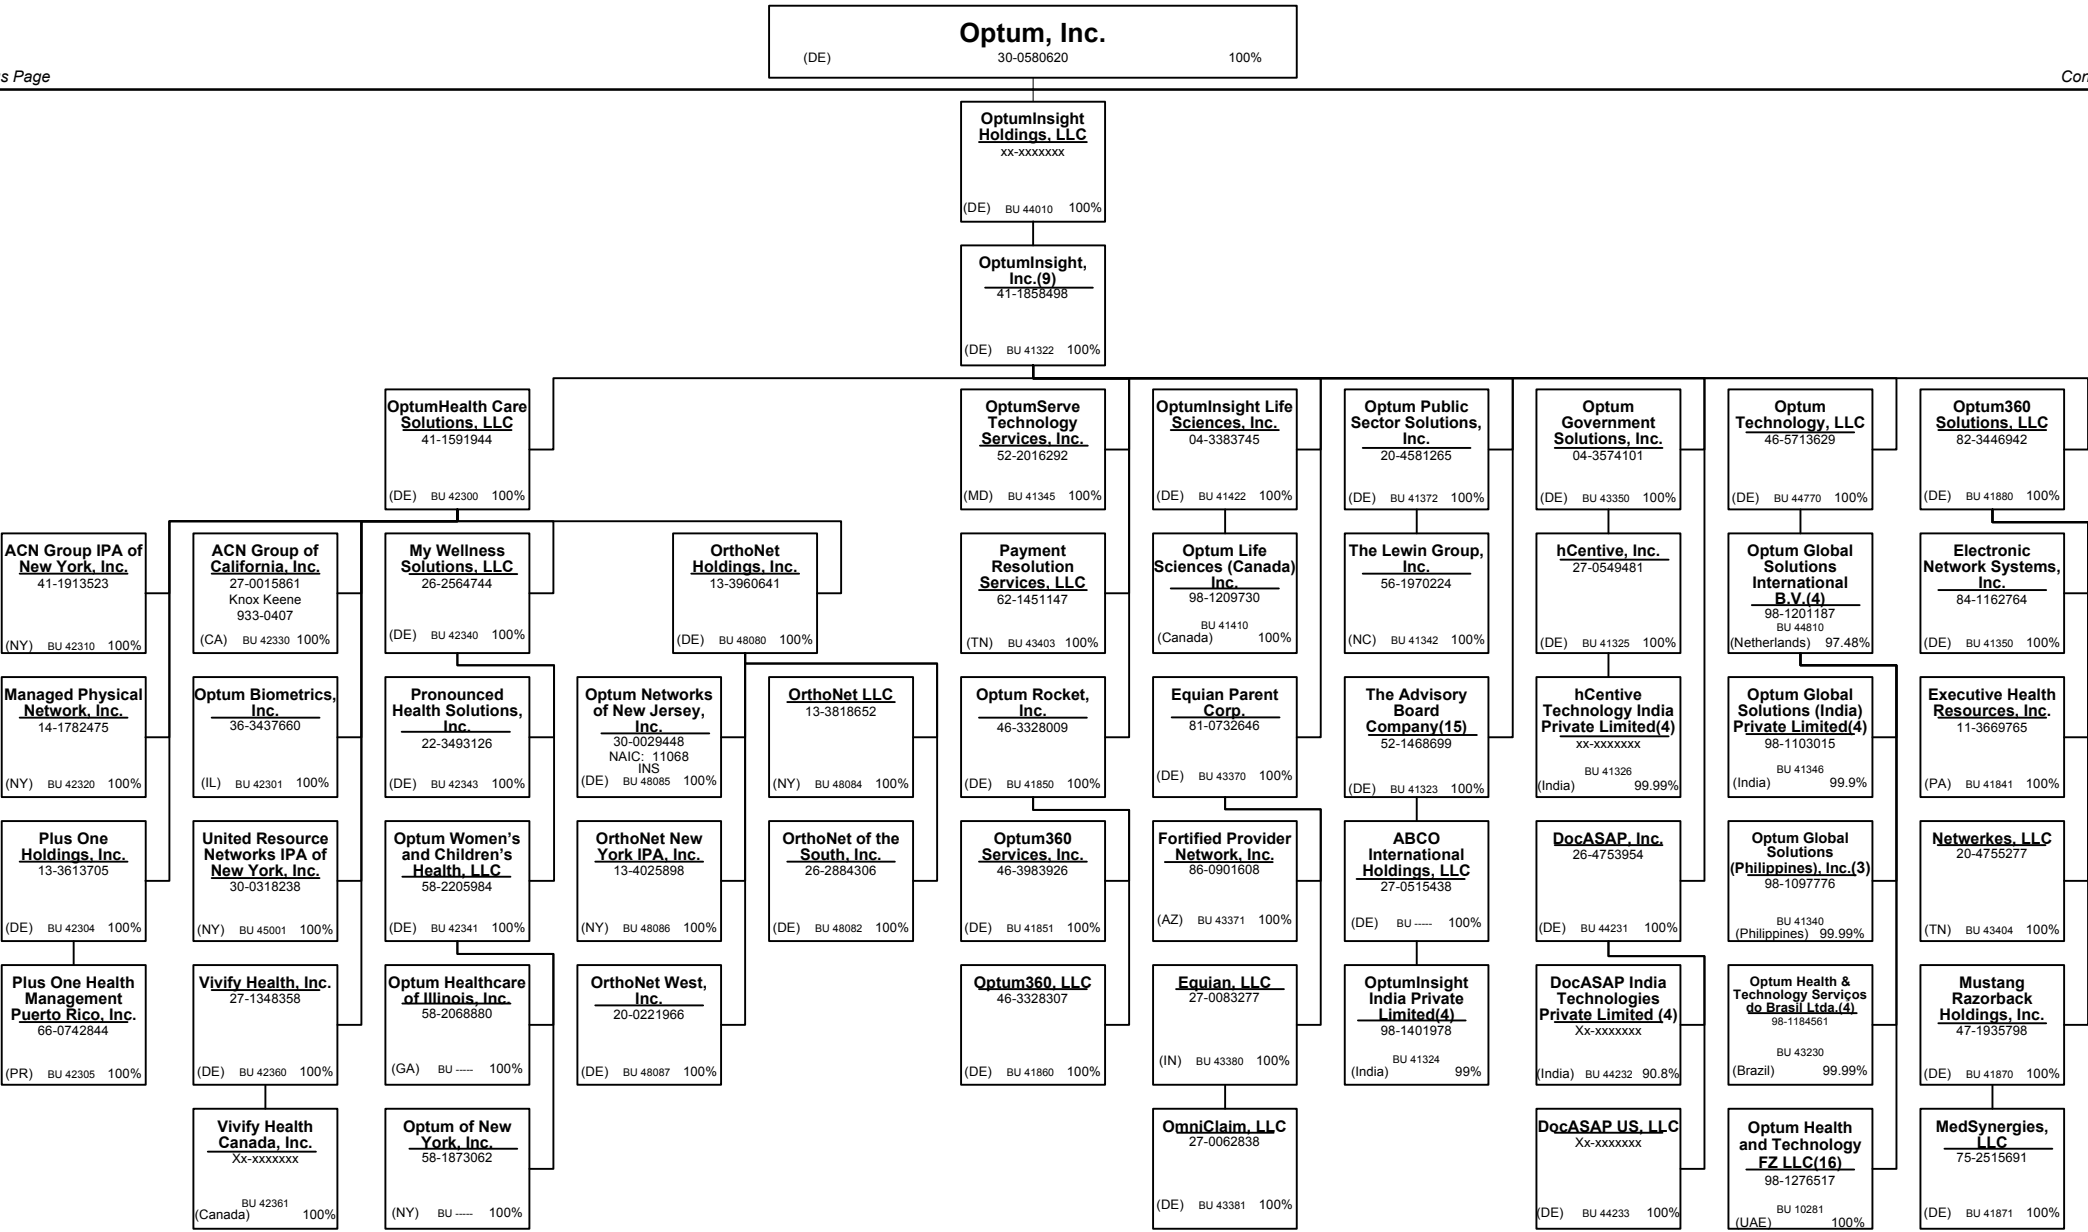 Optum, Inc.
(DE) 30-0580620 100%
s Page
Con
OptumInsight
Holdings, LLC
xx-xxxxxxx
(DE) BU 44010 100%
OptumInsight,
Inc.(9)
41-1858498
(DE) BU 41322 100%
OptumHealth Care
Solutions, LLC
41-1591944
(DE) BU 42300 100%
OptumServe
Technology
Services, Inc.
52-2016292
(MD) BU 41345 100%
OptumInsight Life
Sciences, Inc.
04-3383745
(DE) BU 41422 100%
Optum Public
Sector Solutions,
Inc.
20-4581265
(DE) BU 41372 100%
Optum
Government
Solutions, Inc.
04-3574101
(DE) BU 43350 100%
Optum
Technology, LLC
46-5713629
(DE) BU 44770 100%
Optum360
Solutions, LLC
82-3446942
(DE) BU 41880 100%
ACN Group IPA of
New York, Inc.
41-1913523
(NY) BU 42310 100%
ACN Group of
California, Inc.
27-0015861
Knox Keene
933-0407
(CA) BU 42330 100%
My Wellness
Solutions, LLC
26-2564744
(DE) BU 42340 100%
OrthoNet
Holdings, Inc.
13-3960641
(DE) BU 48080 100%
Payment
Resolution
Services, LLC
62-1451147
(TN) BU 43403 100%
Optum Life
Sciences (Canada)
Inc.
98-1209730
BU 41410
(Canada) 100%
The Lewin Group,
Inc.
56-1970224
(NC) BU 41342 100%
hCentive, Inc.
27-0549481
(DE) BU 41325 100%
Optum Global
Solutions
International
B.V.(4)
98-1201187
BU 44810
(Netherlands) 97.48%
Electronic
Network Systems,
Inc.
84-1162764
(DE) BU 41350 100%
Managed Physical
Network, Inc.
14-1782475
(NY) BU 42320 100%
Optum Biometrics,
Inc.
36-3437660
(IL) BU 42301 100%
Pronounced
Health Solutions,
Inc.
22-3493126
(DE) BU 42343 100%
Optum Networks
of New Jersey,
Inc.
30-0029448
NAIC: 11068
INS
(DE) BU 48085 100%
OrthoNet LLC
13-3818652
(NY) BU 48084 100%
Optum Rocket,
Inc.
46-3328009
(DE) BU 41850 100%
Equian Parent
Corp.
81-0732646
(DE) BU 43370 100%
The Advisory
Board
Company(15)
52-1468699
(DE) BU 41323 100%
hCentive
Technology India
Private Limited(4)
xx-xxxxxxx
BU 41326
(India) 99.99%
Optum Global
Solutions (India)
Private Limited(4)
98-1103015
BU 41346
(India) 99.9%
Executive Health
Resources, Inc.
11-3669765
(PA) BU 41841 100%
Plus One
Holdings, Inc.
13-3613705
(DE) BU 42304 100%
United Resource
Networks IPA of
New York, Inc.
30-0318238
(NY) BU 45001 100%
Optum Women's
and Children's
Health, LLC
58-2205984
(DE) BU 42341 100%
OrthoNet New
York IPA, Inc.
13-4025898
(NY) BU 48086 100%
OrthoNet of the
South, Inc.
26-2884306
(DE) BU 48082 100%
Optum360
Services, Inc.
46-3983926
(DE) BU 41851 100%
Fortified Provider
Network, Inc.
86-0901608
(AZ) BU 43371 100%
ABCO
International
Holdings, LLC
27-0515438
(DE) BU ----- 100%
DocASAP, Inc.
26-4753954
(DE) BU 44231 100%
Optum Global
Solutions
(Philippines), Inc.(3)
98-1097776
BU 41340
(Philippines) 99.99%
Netwerkes, LLC
20-4755277
(TN) BU 43404 100%
Plus One Health
Management
Puerto Rico, Inc.
66-0742844
(PR) BU 42305 100%
Vivify Health, Inc.
27-1348358
(DE) BU 42360 100%
Optum Healthcare
of Illinois, Inc.
58-2068880
(GA) BU ----- 100%
OrthoNet West,
Inc.
20-0221966
(DE) BU 48087 100%
Optum360, LLC
46-3328307
(DE) BU 41860 100%
Equian, LLC
27-0083277
(IN) BU 43380 100%
OptumInsight
India Private
Limited(4)
98-1401978
BU 41324
(India) 99%
DocASAP India
Technologies
Private Limited (4)
Xx-xxxxxxx
(India) BU 44232 90.8%
Optum Health &
Technology Serviços
do Brasil Ltda.(4)
98-1184561
BU 43230
(Brazil) 99.99%
Mustang
Razorback
Holdings, Inc.
47-1935798
(DE) BU 41870 100%
Vivify Health
Canada, Inc.
Xx-xxxxxxx
BU 42361
(Canada) 100%
Optum of New
York, Inc.
58-1873062
(NY) BU ----- 100%
OmniClaim, LLC
27-0062838
(DE) BU 43381 100%
DocASAP US, LLC
Xx-xxxxxxx
(DE) BU 44233 100%
Optum Health
and Technology
FZ LLC(16)
98-1276517
BU 10281
(UAE) 100%
MedSynergies,
LLC
75-2515691
(DE) BU 41871 100%